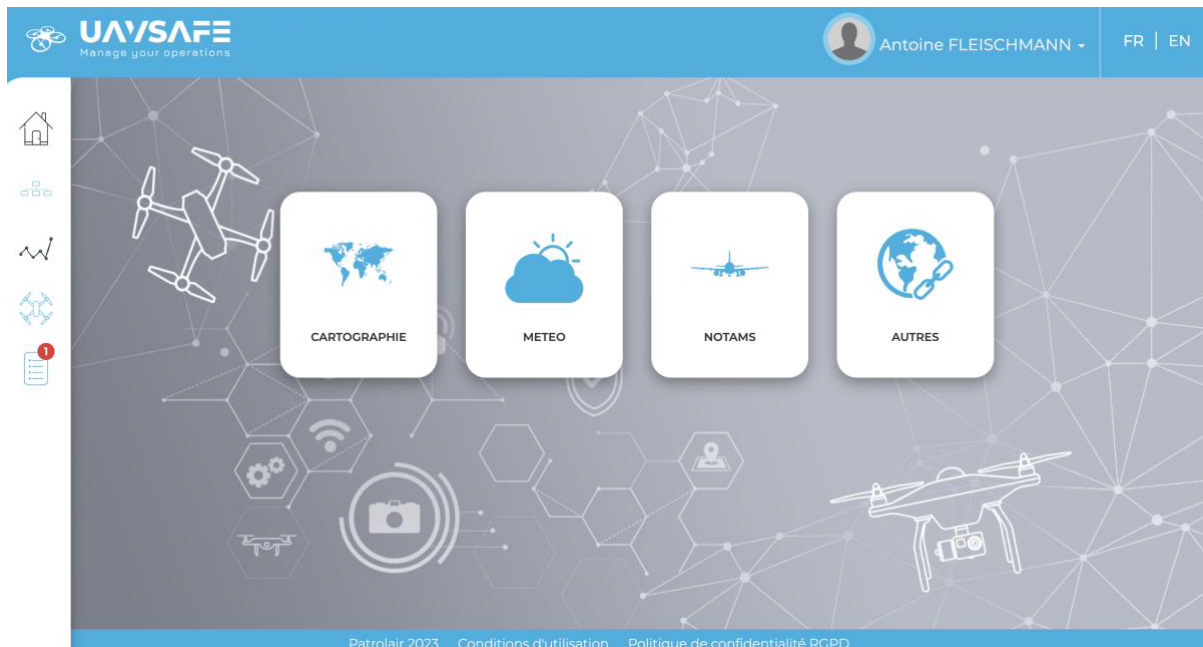 UAVSAFE
Manage your operations
Antoine FLEISCHMANN
FR | EN
1
CARTOGRAPHIE
METEO
NOTAMS
AUTRES
Patrolair 2023 Conditions d'utilisation Politique de confidentialité RGPD